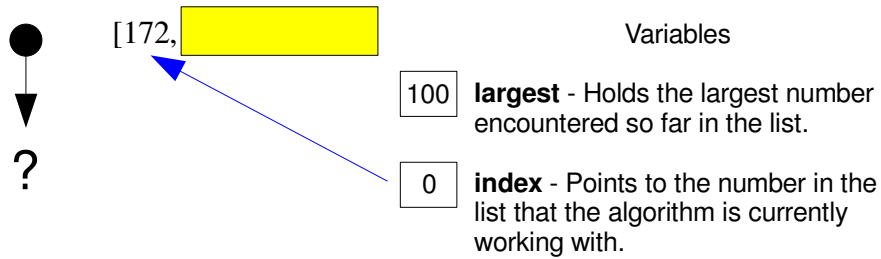 [172,
Variables
100
largest - Holds the largest number
encountered so far in the list.
?
0
index - Points to the number in the
list that the algorithm is currently
working with.